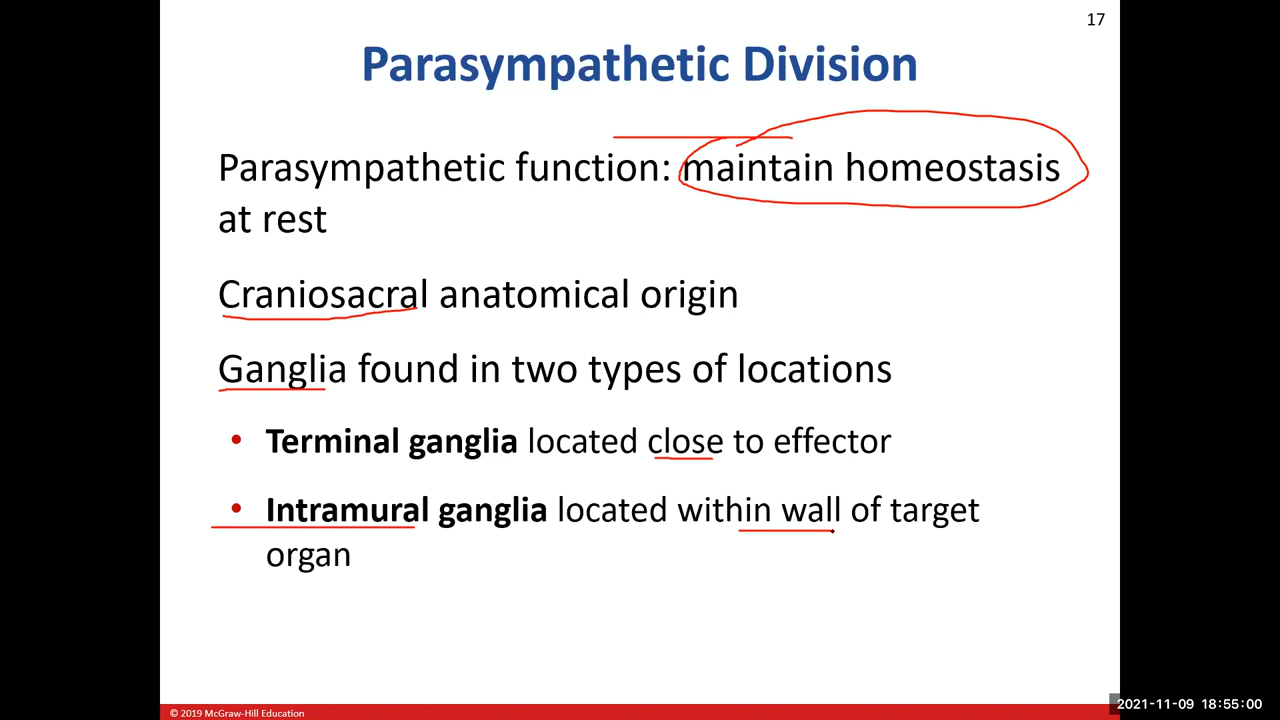 17
Parasympathetic Division
Parasympathetic function: maintain homeostasis
at rest
Craniosacral anatomical origin
Ganglia found in two types of locations
• Terminal ganglia located close to effector
• Intramural ganglia located within wall of target
organ
© 2019 McGraw-Hill Education
2021-11-09 18:55:00